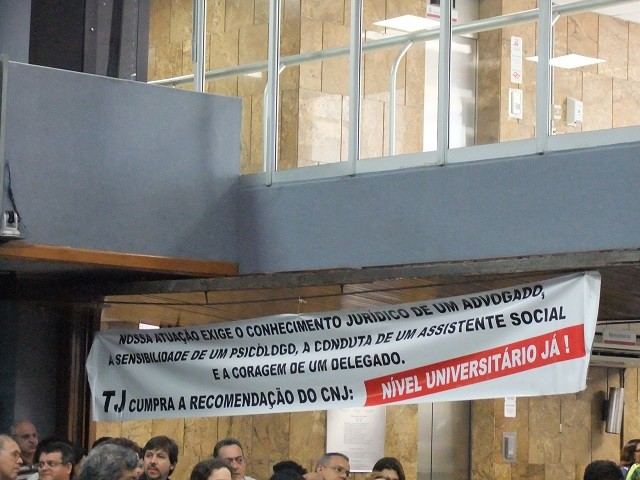 NOSSA ATUAÇÃO EXIGE O CONHECIMENTO JURÍDICO DE UM ADVOGADO,
A SENSIBILIDADE DE UM PSICÓLOGO, A CONDUTA DE UM ASSISTENTE SOCIAL
E A CORAGEM DE UM DELEGADO.
TJ CUMPRA A RECOMENDAÇÃO DO CNJ: NÍVEL UNIVERSITÁRIO JÁ !